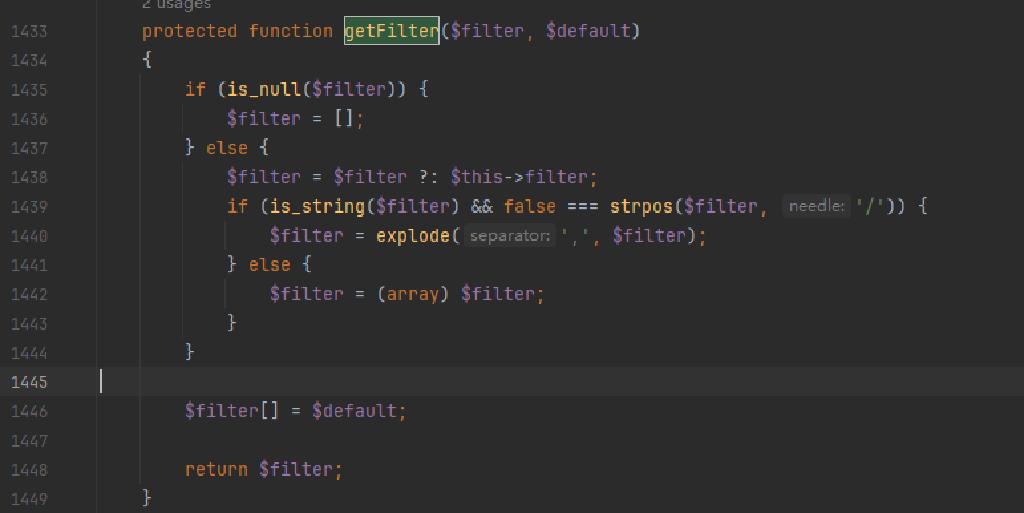 2 usages
1433 protected function getFilter($filter, $default)
1434 {
1435 if (is_null($filter)) {
1436 $filter = [];
1437 } else {
1438 $filter = $filter ?: $this->filter;
1439 if (is_string($filter) && false === strpos($filter, needle: '/')) {
1440 $filter = explode( separator: ',', $filter);
1441 } else {
1442 $filter = (array) $filter;
1443 }
1444 }
1445
1446 $filter[] = $default;
1447
1448 return $filter;
1449 }